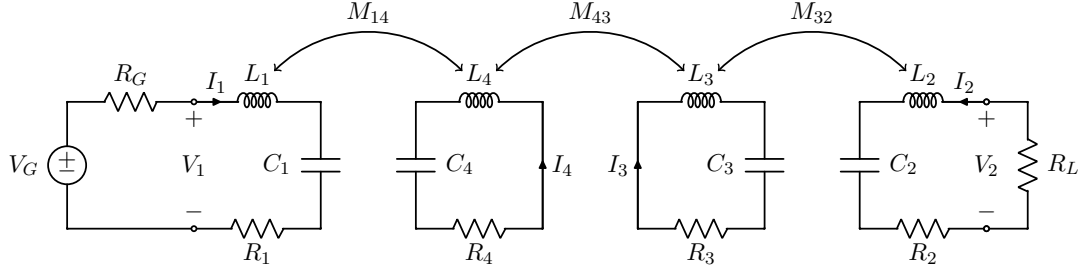 M14 M43 M32
L1 L4 L3 L2
RG I1 I2
+ +
VG ± V1 C1 C4 I4 I3 C3 C2 V2 RL
− −
R1 R4 R3 R2